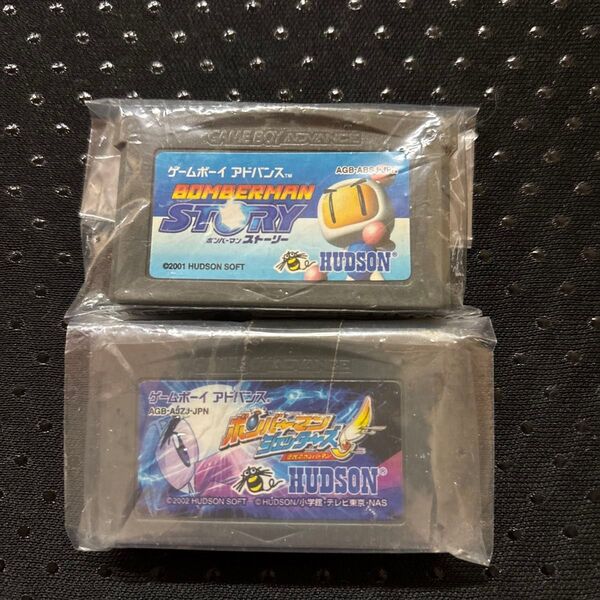 GAME BOY ADVANCE
ゲームボーイ アドバンス™
BOMBERMAN
STORY
ボンバーマン ストーリー
©2001 HUDSON SOFT
HUDSON®
ゲームボーイ アドバンス
AGB-AJZJ-JPN
ボンバーマン
ジェッターズ
HUDSON®
©2002 HUDSON SOFT ©HUDSON/小学館・テレビ東京・NAS